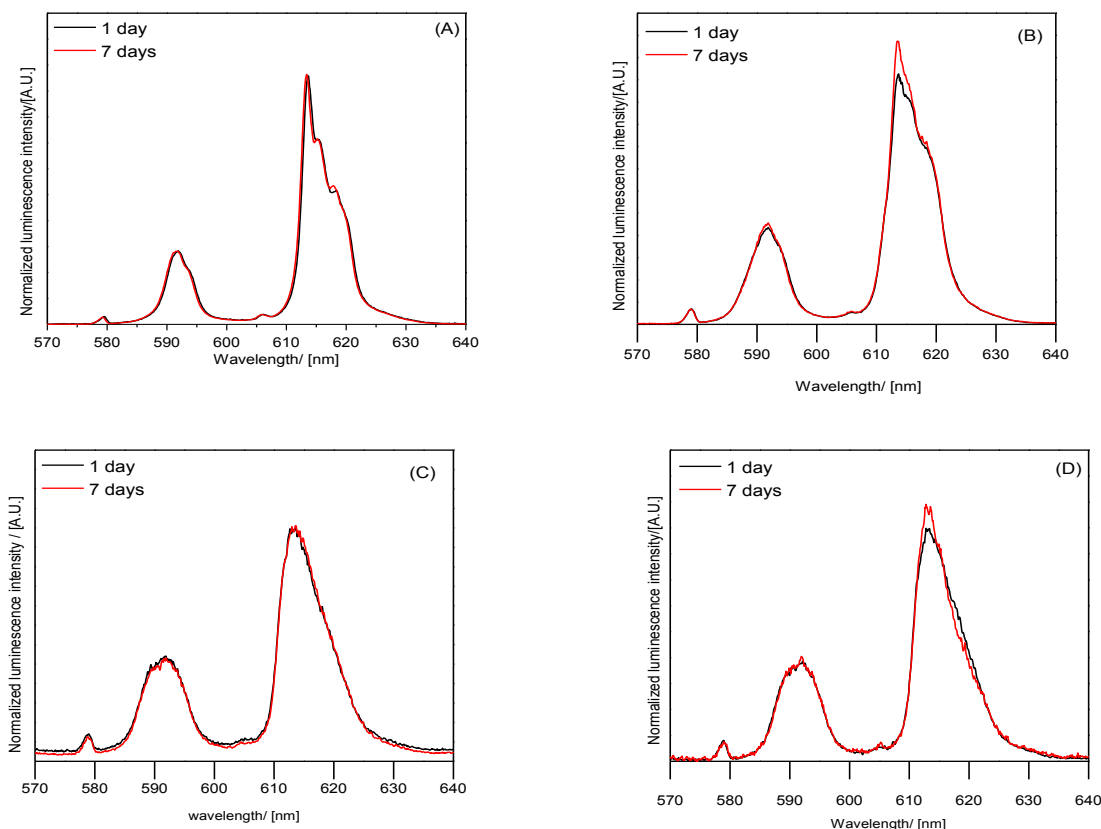 1 day
7 days
(A)
Normalized luminescence intensity/[A.U.]
570 580 590 600 610 620 630 640
Wavelength/ [nm]
1 day
7 days
(B)
Normalized luminescence intensity/[A.U.]
570 580 590 600 610 620 630 640
Wavelength/ [nm]
1 day
7 days
(C)
Normalized luminescence intensity / [A.U.]
570 580 590 600 610 620 630 640
wavelength/ [nm]
1 day
7 days
(D)
Normalized luminescence intensity/[A.U.]
570 580 590 600 610 620 630 640
Wavelength/ [nm]